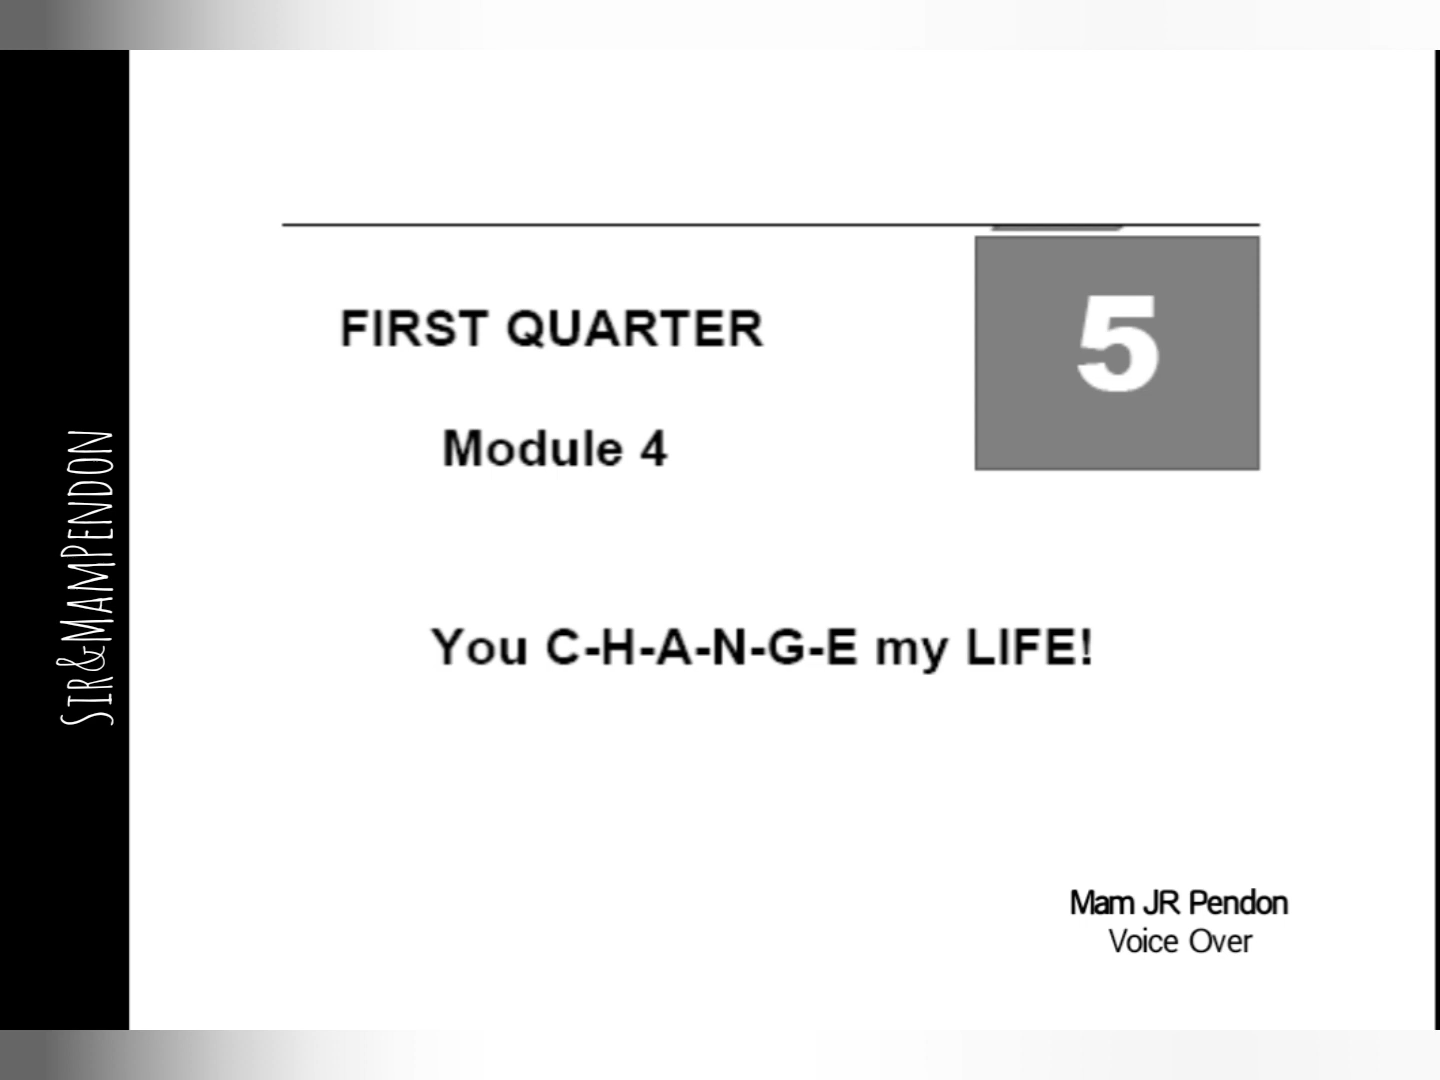 SIR&MAMPENDON
FIRST QUARTER
5
Module 4
You C-H-A-N-G-E my LIFE!
Mam JR Pendon
Voice Over